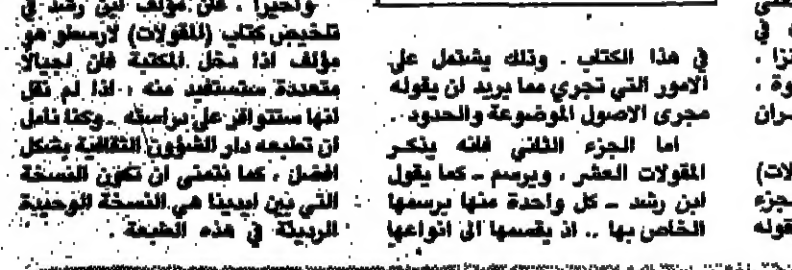 في هذا الكتاب . وذلك يشتمل على
الامور التي تجري مما يريد ان يقوله
مجرى الاصول الموضوعة والحدود .
اما الجزء الثاني فانه يذكر
المقولات العشر ، ويرسم ـ كما يقول
ابن رشد ـ كل واحدة منها برسمها
الخاص بها .. اذ يقسمها الى انواعها
واخيرا ، فان مؤلف ابن رشد في
تلخيص كتاب (المقولات) لارسطو هو
مؤلف اذا دخل المكتبة فان اجيالا
متعددة ستستفيد منه ، اذا لم نقل
انها ستتوافر على دراسته ـ وكنا نامل
ان تطبعه دار الشؤون الثقافية بشكل
افضل ، كما نتمنى ان تكون النسخة
التي بين ايدينا هي النسخة الوحيدة
الرديئة في هذه الطبعة .